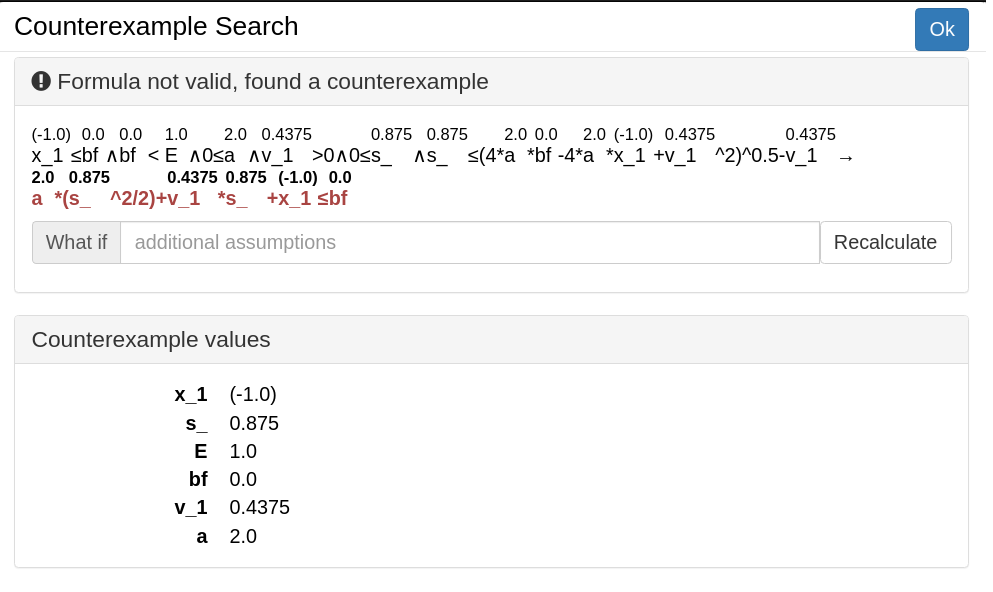 Counterexample Search
Ok
! Formula not valid, found a counterexample
(-1.0) 0.0 0.0 1.0 2.0 0.4375 0.875 0.875 2.0 0.0 2.0 (-1.0) 0.4375 0.4375
x_1 ≤bf ∧bf < E ∧0≤a ∧v_1 >0∧0≤s_ ∧s_ ≤(4*a *bf -4*a *x_1 +v_1 ^2)^0.5-v_1 →
2.0 0.875 0.4375 0.875 (-1.0) 0.0
a *(s_ ^2/2)+v_1 *s_ +x_1 ≤bf
What if additional assumptions Recalculate
Counterexample values
x_1 (-1.0)
s_ 0.875
E 1.0
bf 0.0
v_1 0.4375
a 2.0